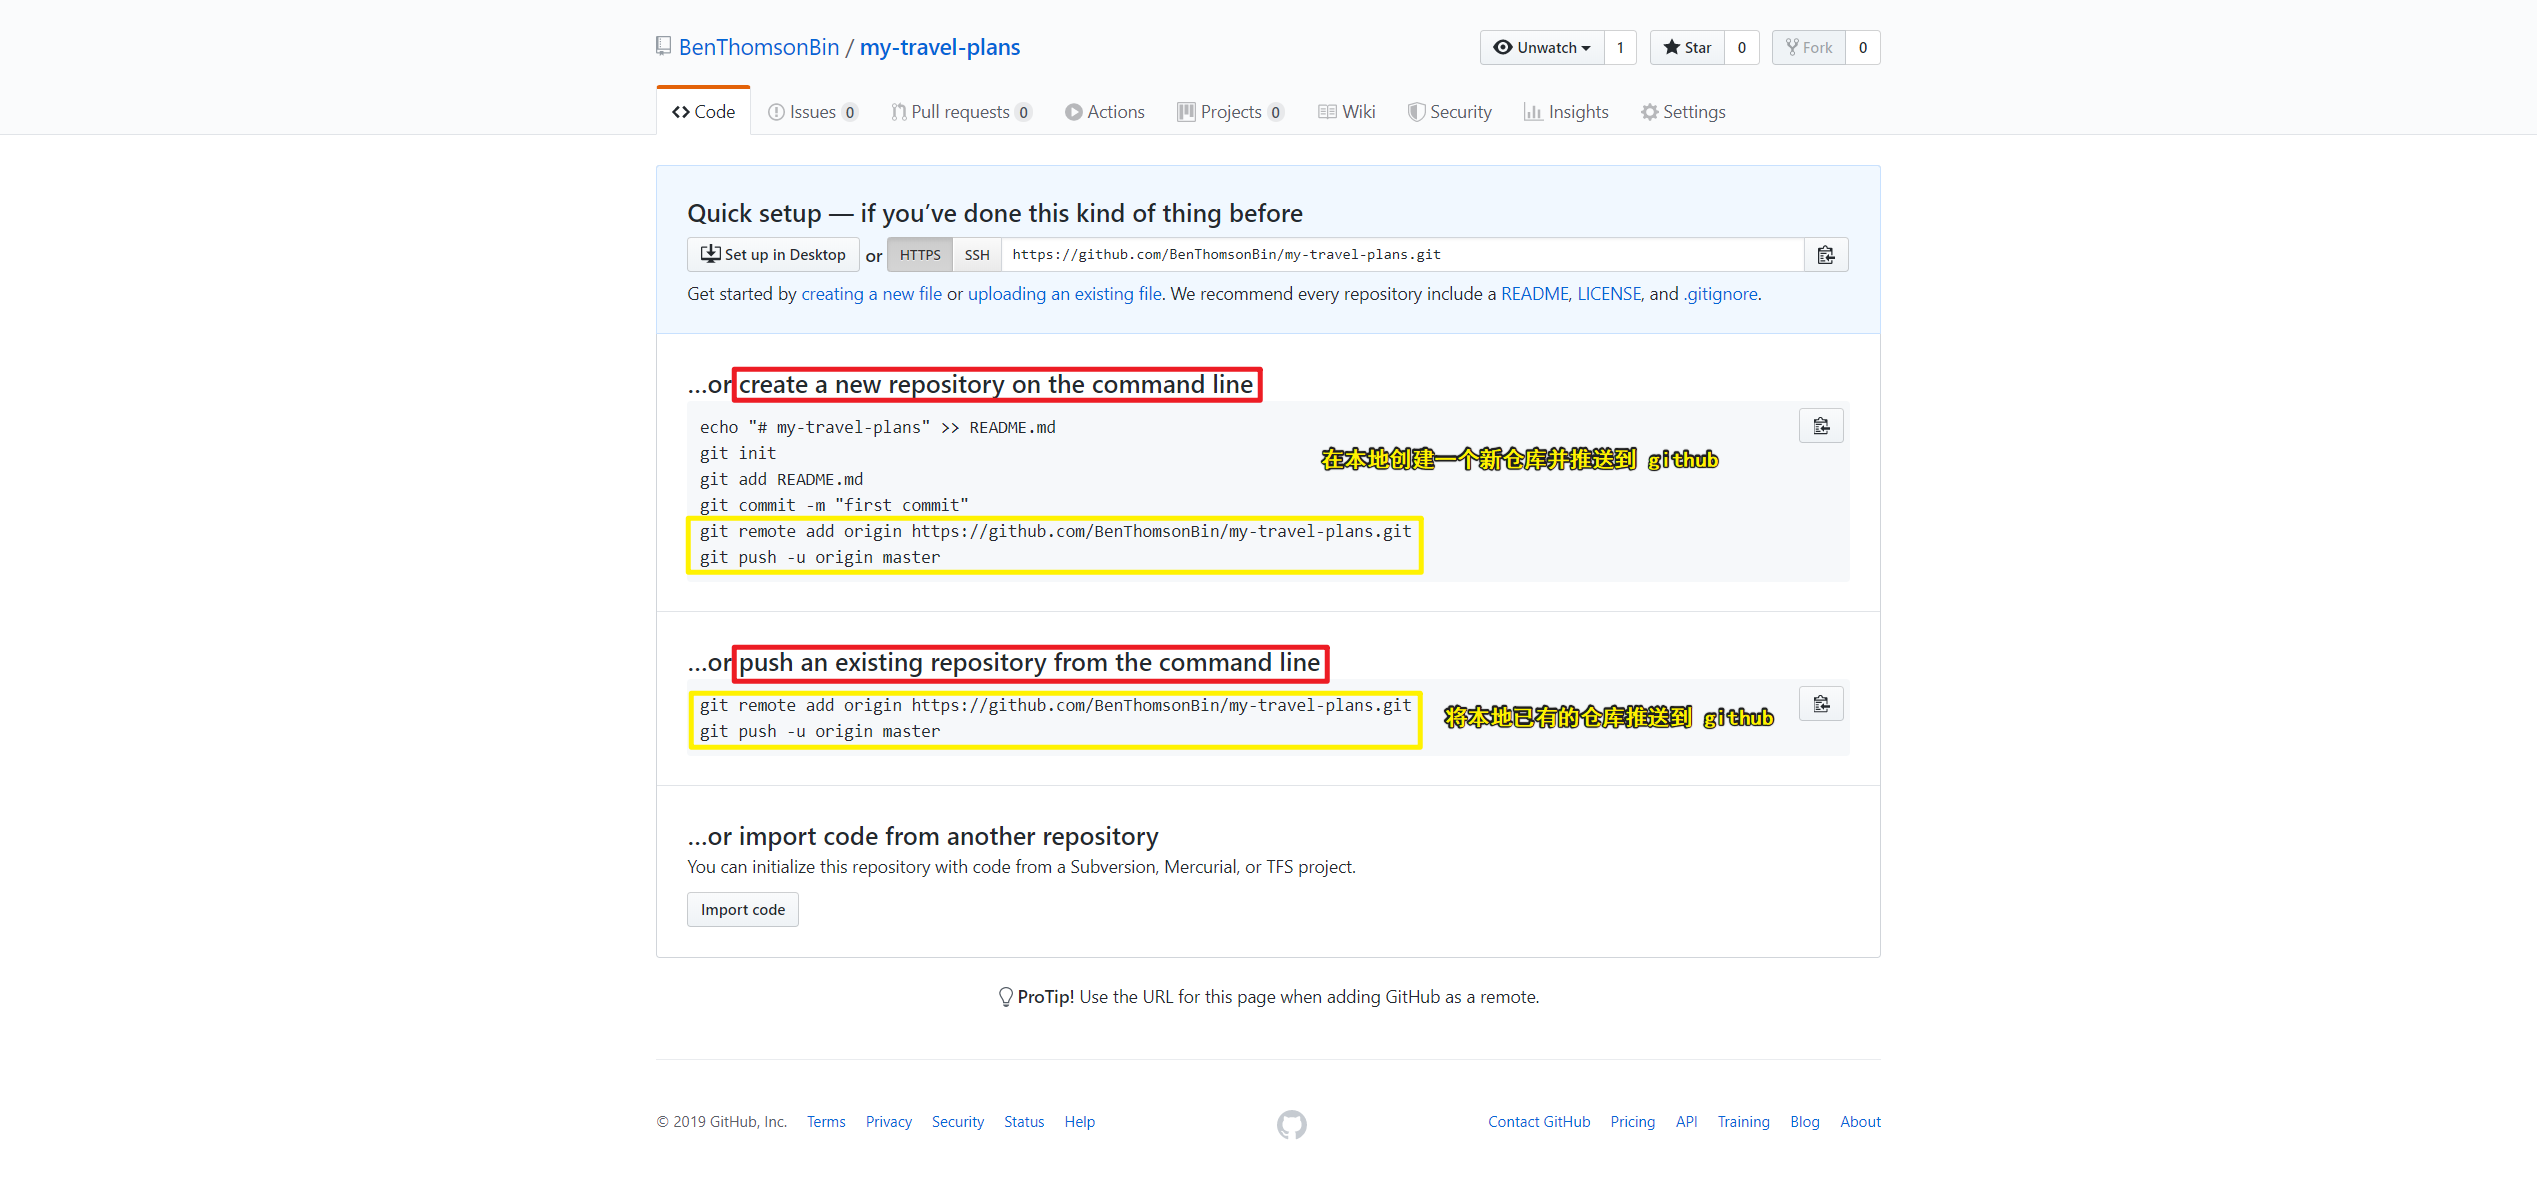 BenThomsonBin / my-travel-plans
Unwatch 1 Star 0 Fork 0
Code Issues 0 Pull requests 0 Actions Projects 0 Wiki Security Insights Settings
Quick setup — if you’ve done this kind of thing before
Set up in Desktop or HTTPS SSH https://github.com/BenThomsonBin/my-travel-plans.git
Get started by creating a new file or uploading an existing file. We recommend every repository include a README, LICENSE, and .gitignore.
…or create a new repository on the command line
echo "# my-travel-plans" >> README.md
git init
在本地创建一个新仓库并推送到 github
git add README.md
git commit -m "first commit"
git remote add origin https://github.com/BenThomsonBin/my-travel-plans.git
git push -u origin master
…or push an existing repository from the command line
git remote add origin https://github.com/BenThomsonBin/my-travel-plans.git
将本地已有的仓库推送到 github
git push -u origin master
…or import code from another repository
You can initialize this repository with code from a Subversion, Mercurial, or TFS project.
Import code
ProTip! Use the URL for this page when adding GitHub as a remote.
© 2019 GitHub, Inc. Terms Privacy Security Status Help Contact GitHub Pricing API Training Blog About